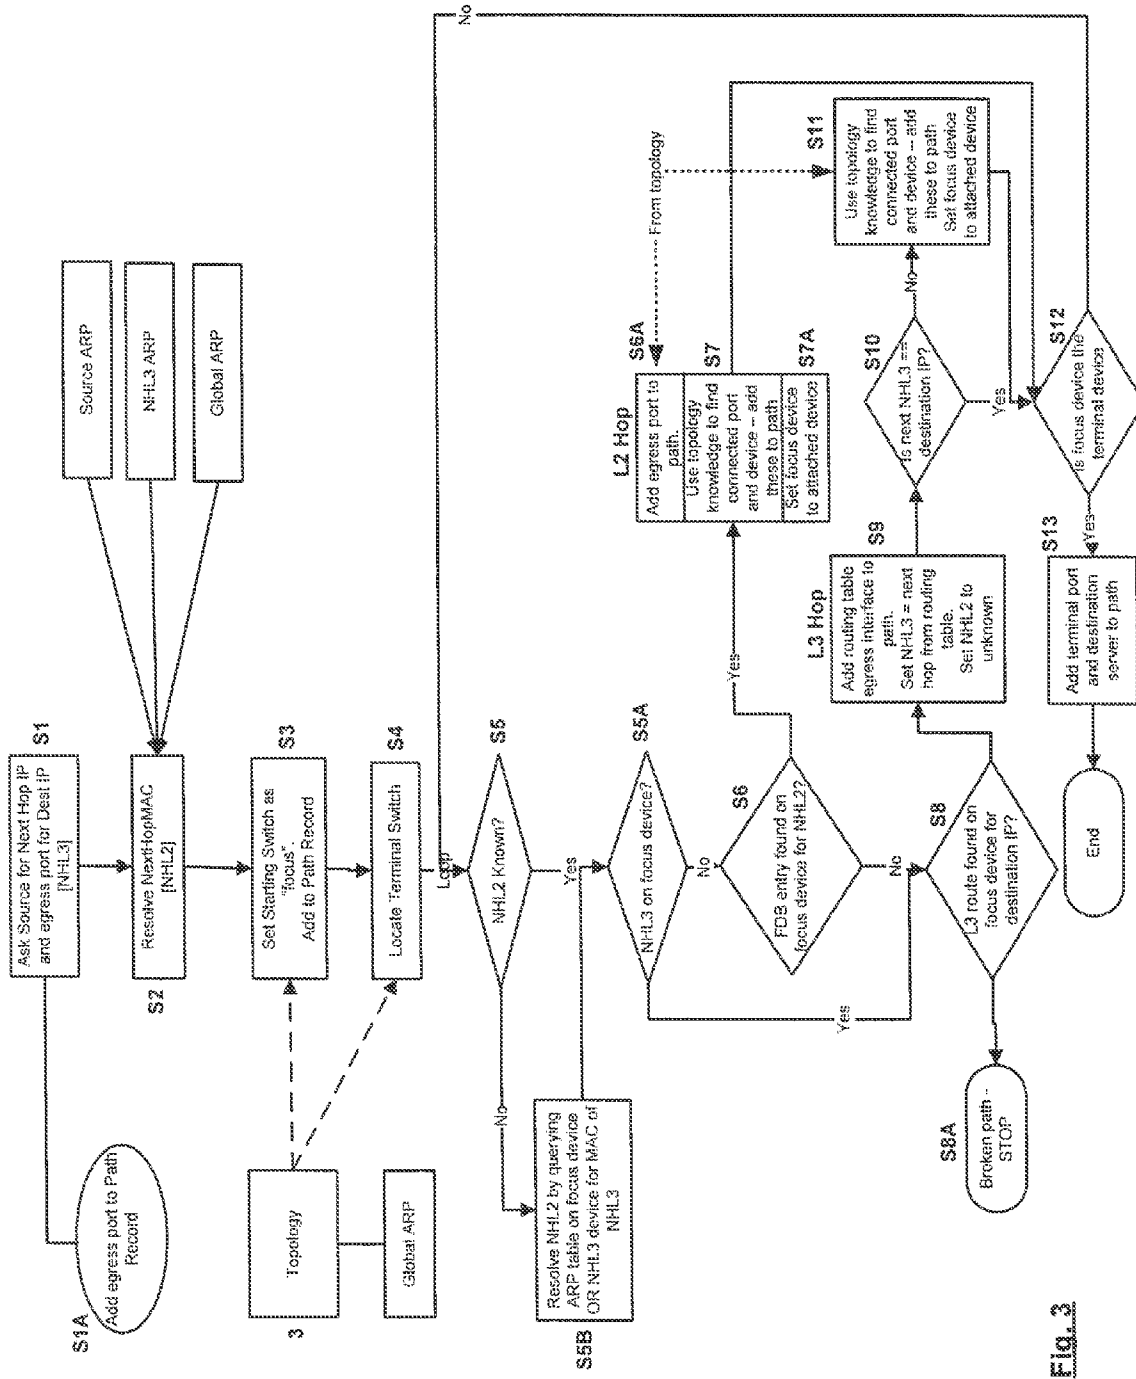 S1A
Add egress port to Path
Record
Ask Source for Next Hop IP
and egress port for Dest IP
[NHL3]
S1
S2
Resolve NextHopMAC
[NHL2]
Source ARP
NHL3 ARP
Global ARP
3
Topology
Global ARP
Set Starting Switch as
"focus".
Add to Path Record
S3
Locate Terminal Switch
S4
Loop
No
NHL2 Known?
S5
No
Yes
S5B
Resolve NHL2 by querying
ARP table on focus device
OR NHL3 device for MAC of
NHL3
NHL3 on focus device?
S5A
No
Yes
FDB entry found on
focus device for NHL2?
S6
Yes
No
L2 Hop
Add egress port to
path.
S6A
From topology
Use topology
knowledge to find
connected port
and device – add
these to path
S7
Set focus device
to attached device
S7A
S8A
Broken path -
STOP
L3 route found on
focus device for
destination IP?
S8
L3 Hop
Add routing table
egress interface to
path.
Set NHL3 = next
hop from routing
table.
Set NHL2 to
unknown
S9
Is next NHL3 ==
destination IP?
S10
No
Yes
Use topology
knowledge to find
connected port
and device – add
these to path
Set focus device
to attached device
S11
End
Add terminal port
and destination
server to path
S13
Yes
Is focus device the
terminal device
S12
Fig. 3